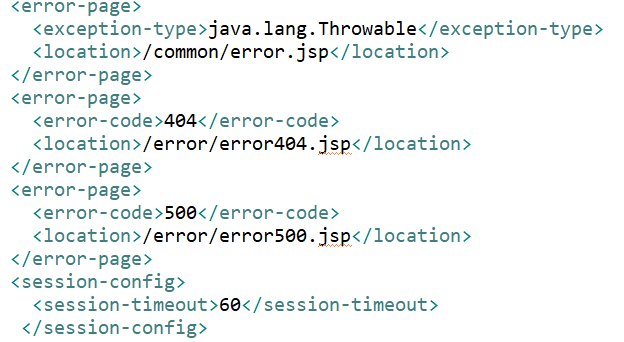 <error-page>
  <exception-type>java.lang.Throwable</exception-type>
  <location>/common/error.jsp</location>
</error-page>
<error-page>
  <error-code>404</error-code>
  <location>/error/error404.jsp</location>
</error-page>
<error-page>
  <error-code>500</error-code>
  <location>/error/error500.jsp</location>
</error-page>
<session-config>
  <session-timeout>60</session-timeout>
 </session-config>